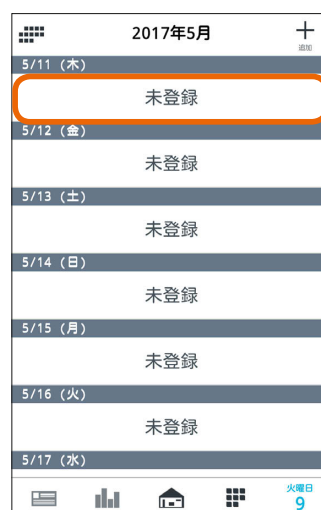 2017年5月
追加
5/11 (木)
未登録
5/12 (金)
未登録
5/13 (土)
未登録
5/14 (日)
未登録
5/15 (月)
未登録
5/16 (火)
未登録
5/17 (水)
火曜日
9